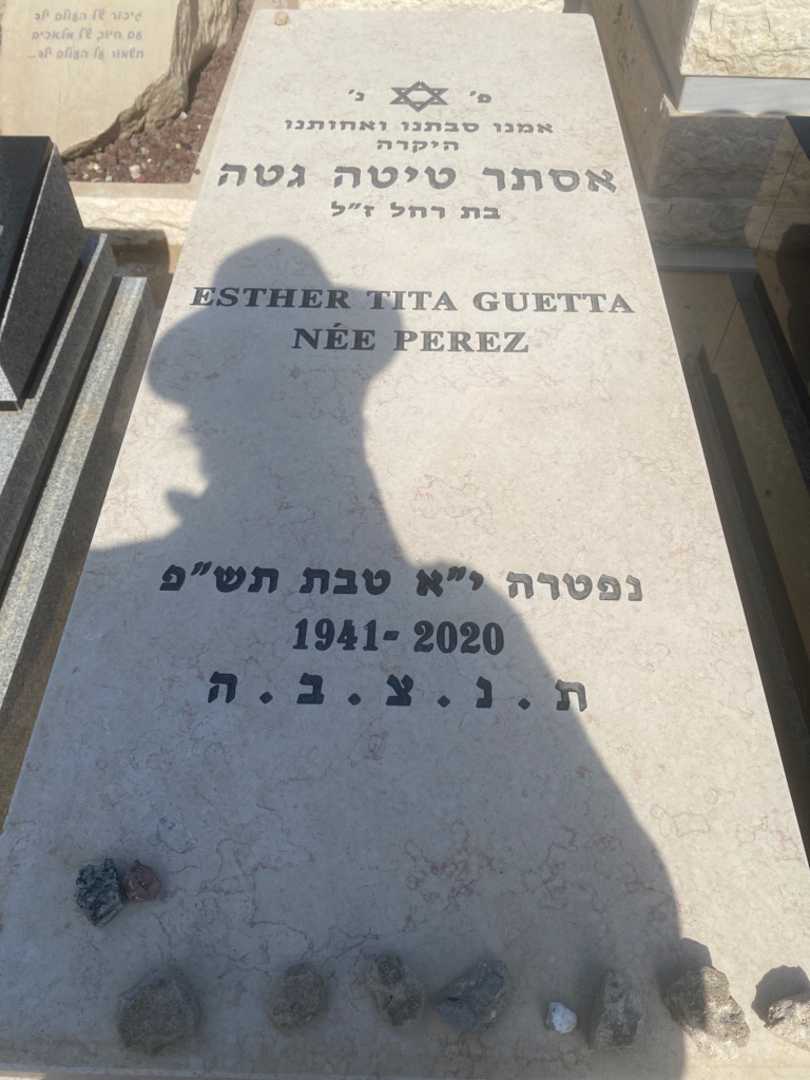 פ׳ נ׳
אמנו סבתנו ואחותנו
היקרה
אסתר טיטה גטה
בת רחל ז״ל
ESTHER TITA GUETTA
NÉE PEREZ
נפטרה י״א טבת תש״פ
1941- 2020
ת . נ . צ . ב . ה